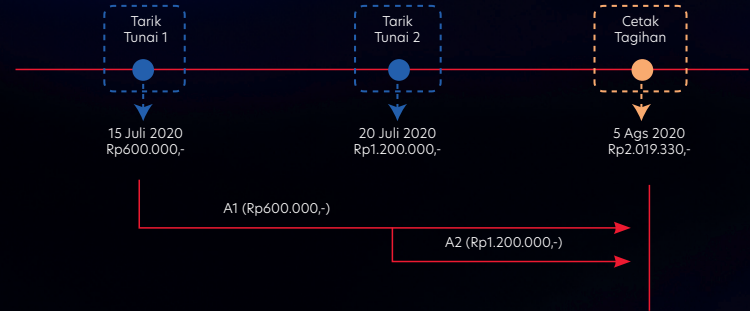 Tarik
Tunai 1
Tarik
Tunai 2
Cetak
Tagihan
15 Juli 2020
Rp600.000,-
20 Juli 2020
Rp1.200.000,-
5 Ags 2020
Rp2.019.330,-
A1 (Rp600.000,-)
A2 (Rp1.200.000,-)